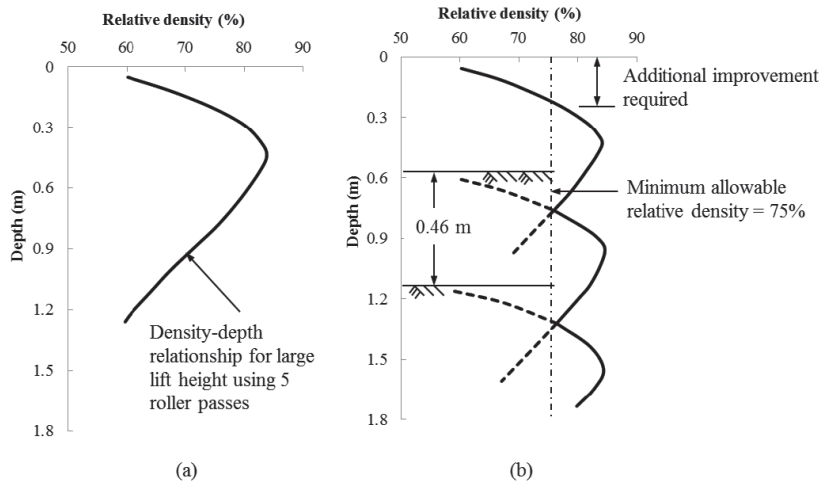 Relative density (%)
50 60 70 80 90
0
0.3
0.6
0.9
1.2
1.5
1.8
Depth (m)
Density-depth
relationship for large
lift height using 5
roller passes
(a)
Relative density (%)
50 60 70 80 90
0
0.3
0.6
0.9
1.2
1.5
1.8
Depth (m)
Additional improvement
required
Minimum allowable
relative density = 75%
0.46 m
(b)